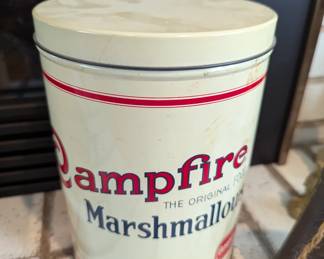 Campfire
THE ORIGINAL
Marshmallow